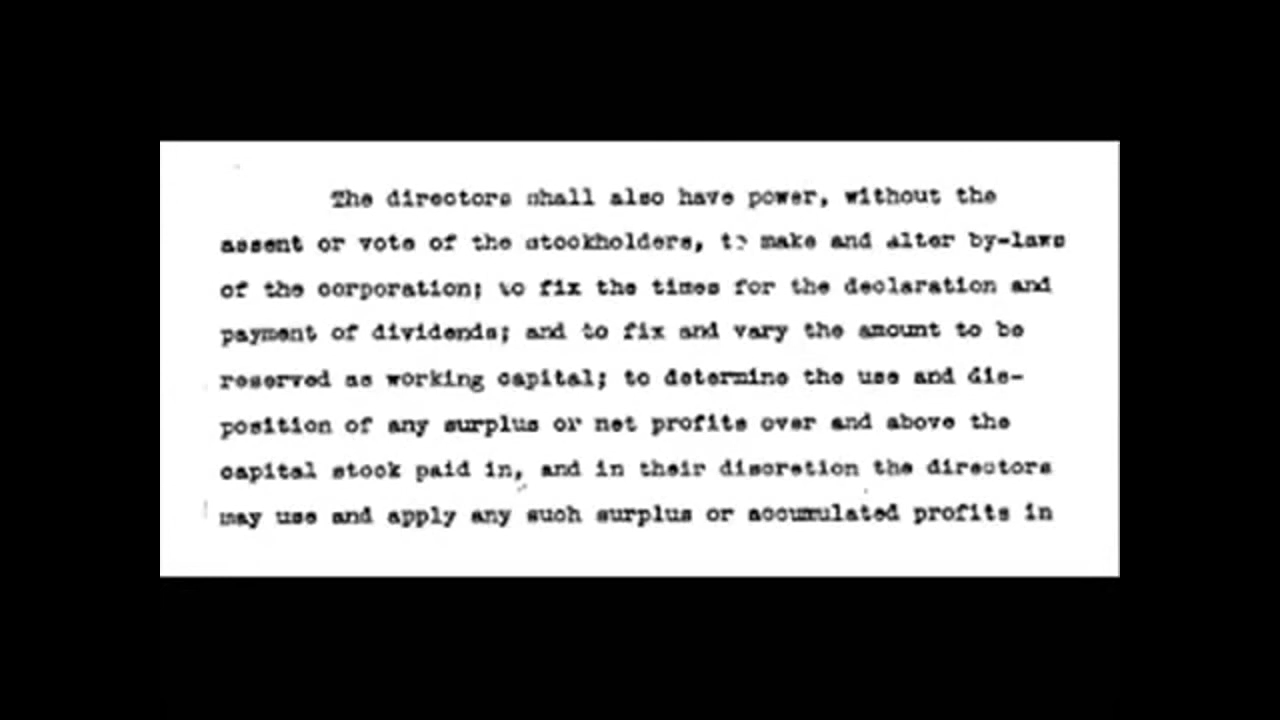 The directors shall also have power, without the
assent or vote of the stockholders, to make and alter by-laws
of the corporation; to fix the times for the declaration and
payment of dividends; and to fix and vary the amount to be
reserved as working capital; to determine the use and dis-
position of any surplus or net profits over and above the
capital stock paid in, and in their discretion the directors
may use and apply any such surplus or accumulated profits in